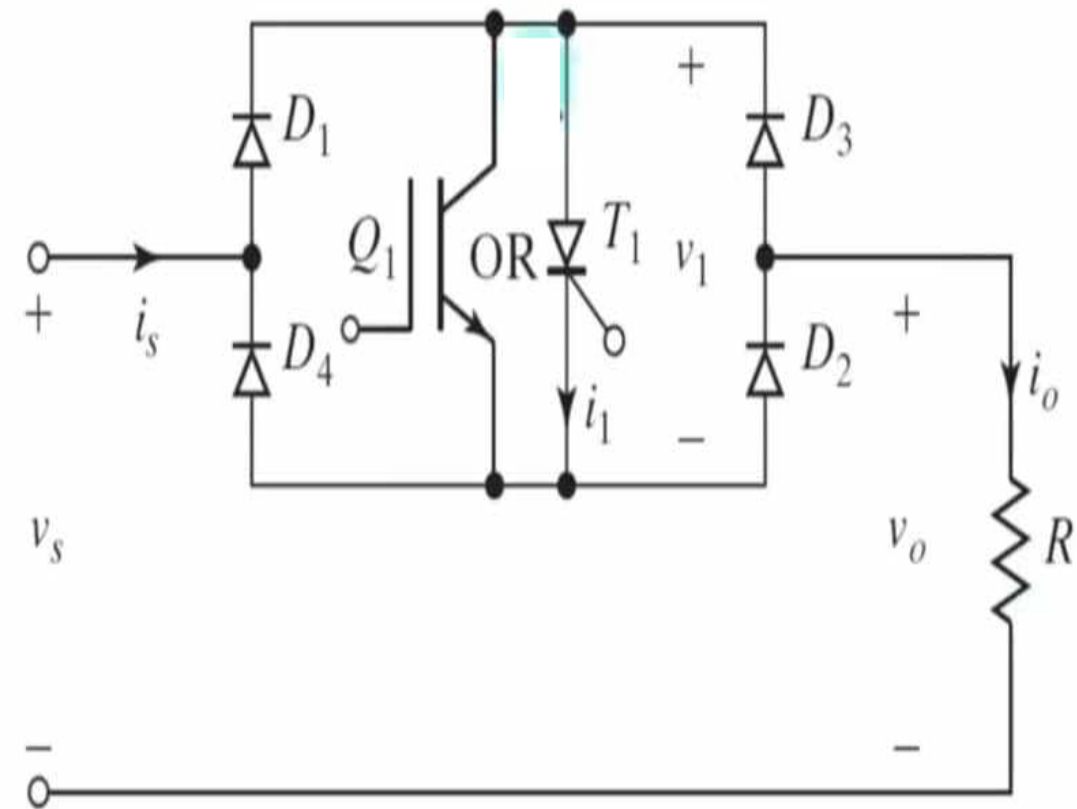 +
D₁
D₃
Q₁
OR
T₁
v₁
+
iₛ
+
D₄
D₂
i₁
−
iₒ
vₛ
vₒ
R
−
−